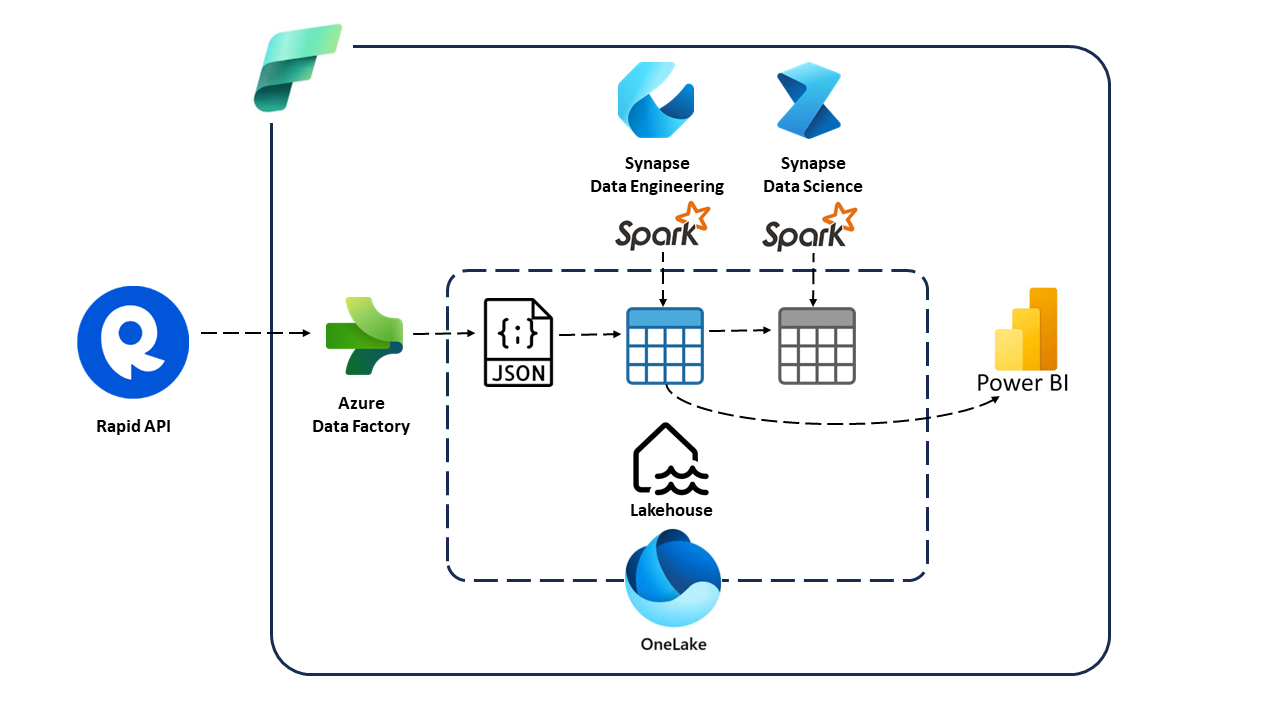 Synapse
Data Engineering
Synapse
Data Science
Spark
Spark
{;}
JSON
Rapid API
Azure
Data Factory
Power BI
Lakehouse
OneLake